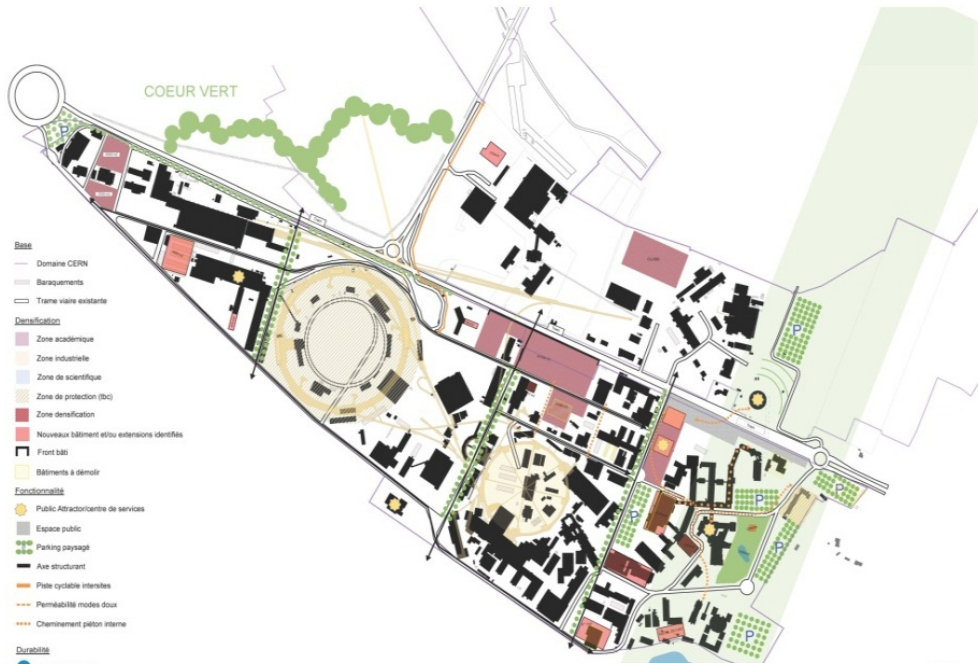 COEUR VERT
P
Base
Domaine CERN
Baraquements
Trame viaire existante
Densification
Zone académique
Zone industrielle
Zone de scientifique
Zone de protection (tbc)
Zone densification
Nouveaux bâtiment et/ou extensions identifiés
Front bâti
Bâtiments à démolir
Fonctionnalité
Public Attractor/centre de services
Espace public
Parking paysagé
Axe structurant
Piste cyclable intersites
Perméabilité modes doux
Cheminement piéton interne
Durabilité
P
P
P
P
P